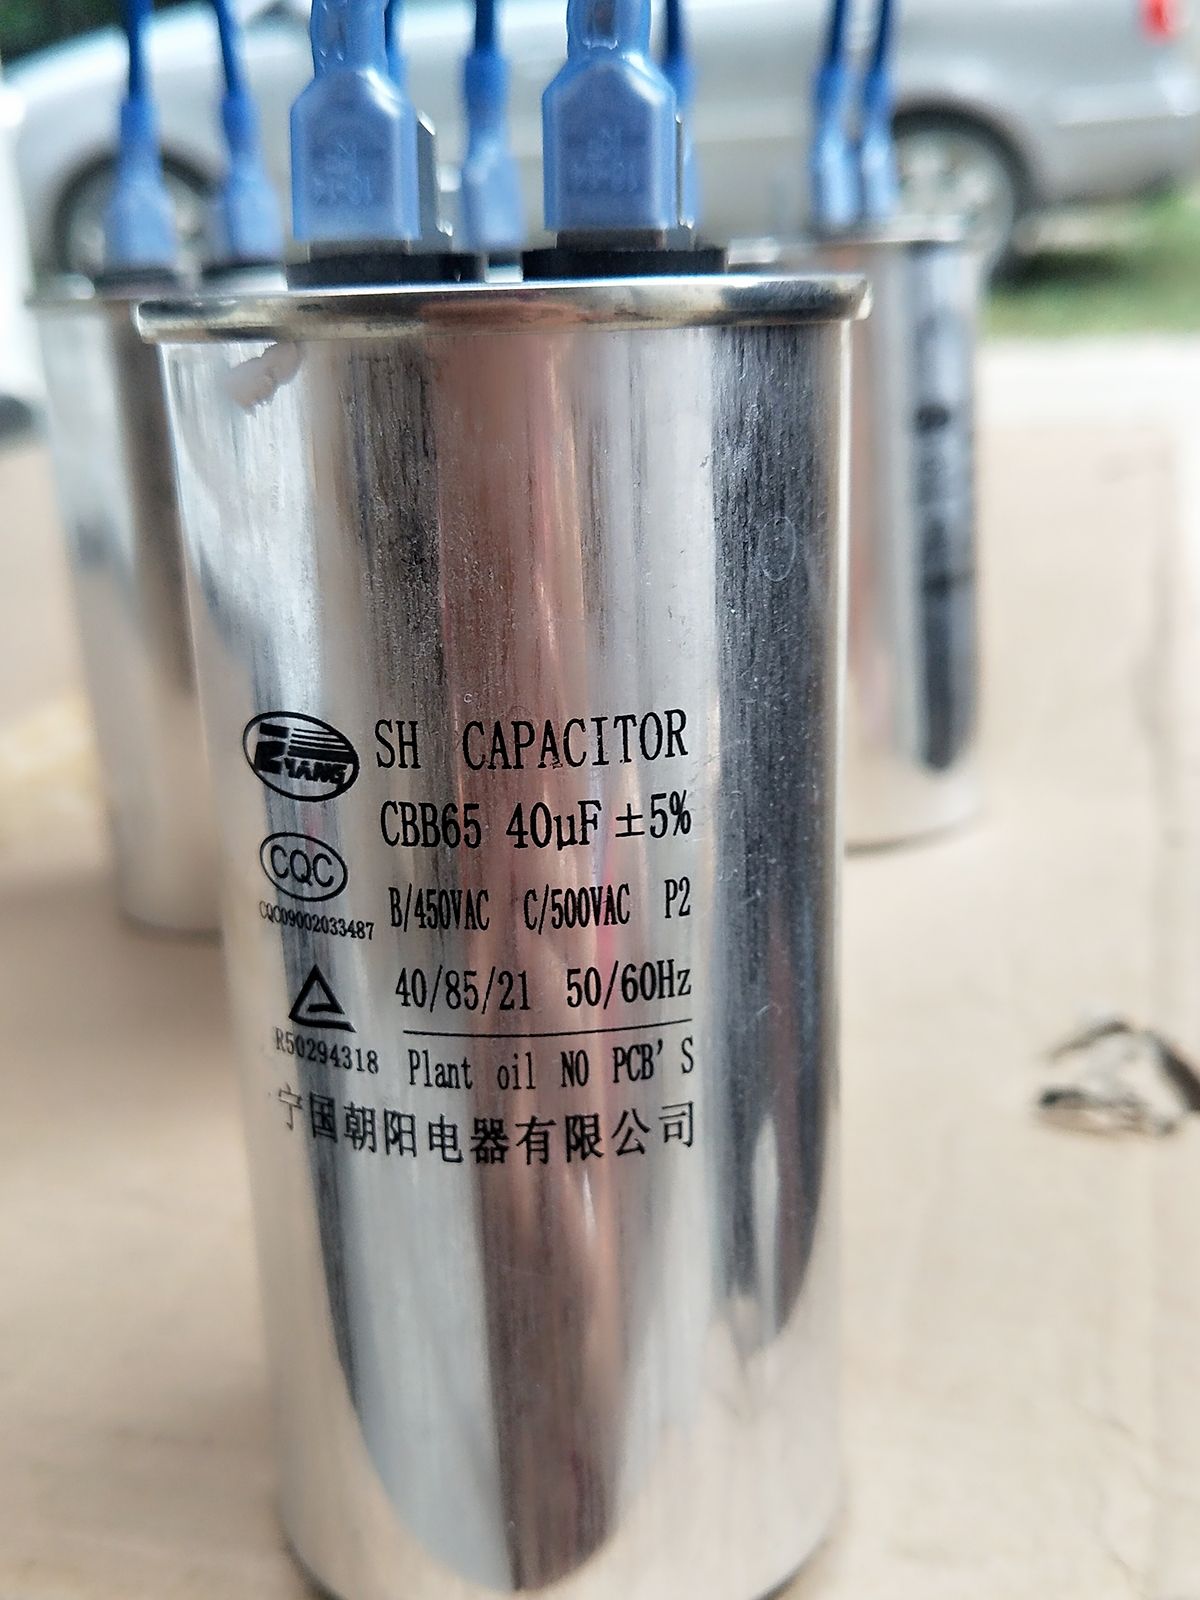 SH CAPACITOR
CBB65 40μF ±5%
CQC
CQC09002033487
B/450VAC C/500VAC P2
40/85/21 50/60Hz
R50294318
Plant oil NO PCB'S
宁国朝阳电器有限公司